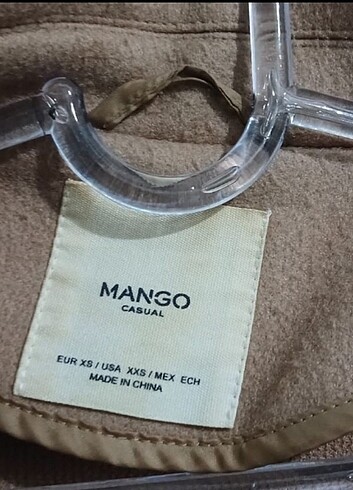 MANGO
CASUAL
EUR XS / USA XXS / MEX ECH
MADE IN CHINA